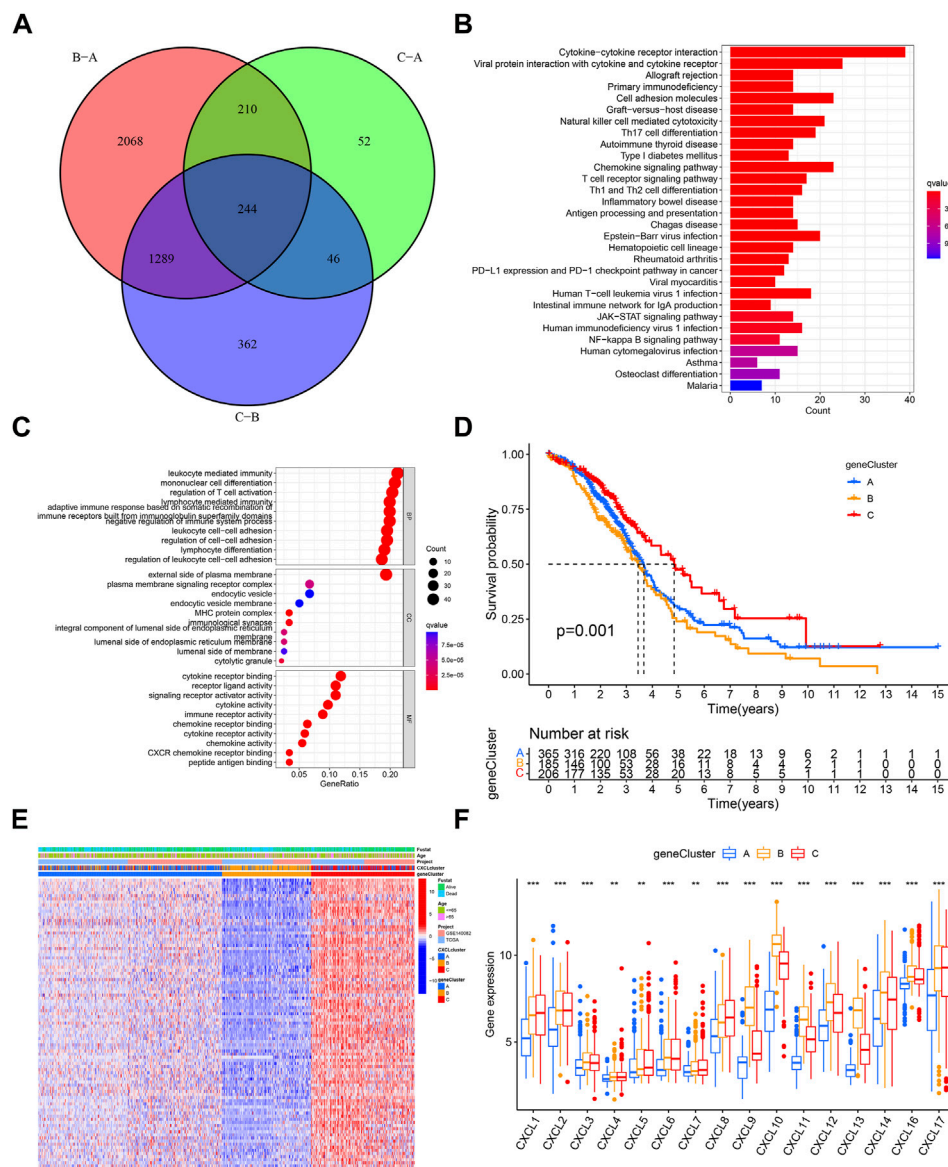 A
B−A
C−A
210
2068
52
244
1289
46
362
C−B
B
Cytokine−cytokine receptor interaction
Viral protein interaction with cytokine and cytokine receptor
Allograft rejection
Primary immunodeficiency
Cell adhesion molecules
Graft−versus−host disease
Natural killer cell mediated cytotoxicity
Th17 cell differentiation
Autoimmune thyroid disease
Type I diabetes mellitus
Chemokine signaling pathway
T cell receptor signaling pathway
Th1 and Th2 cell differentiation
Inflammatory bowel disease
Antigen processing and presentation
Chagas disease
Epstein−Barr virus infection
Hematopoietic cell lineage
Rheumatoid arthritis
PD−L1 expression and PD−1 checkpoint pathway in cancer
Viral myocarditis
Human T−cell leukemia virus 1 infection
Intestinal immune network for IgA production
JAK−STAT signaling pathway
Human immunodeficiency virus 1 infection
NF−kappa B signaling pathway
Human cytomegalovirus infection
Asthma
Osteoclast differentiation
Malaria
0 10 20 30 40
Count
qvalue
3
9
C
leukocyte mediated immunity
mononuclear cell differentiation
regulation of T cell activation
lymphocyte mediated immunity
adaptive immune response based on somatic recombination of
immune receptors built from immunoglobulin superfamily domains
negative regulation of immune system process
leukocyte cell−cell adhesion
regulation of cell−cell adhesion
lymphocyte differentiation
regulation of leukocyte cell−cell adhesion
BP
external side of plasma membrane
plasma membrane signaling receptor complex
endocytic vesicle
endocytic vesicle membrane
MHC protein complex
immunological synapse
integral component of lumenal side of endoplasmic reticulum
membrane
lumenal side of endoplasmic reticulum membrane
lumenal side of membrane
cytolytic granule
CC
cytokine receptor binding
receptor ligand activity
signaling receptor activator activity
cytokine activity
immune receptor activity
chemokine receptor binding
cytokine receptor activity
chemokine activity
CXCR chemokine receptor binding
peptide antigen binding
MF
0.05 0.10 0.15 0.20
GeneRatio
Count
10
20
30
40
qvalue
7.5e−05
5.0e−05
2.5e−05
D
geneCluster
A
B
C
1.00
0.75
0.50
0.25
0.00
Survival probability
p=0.001
0 1 2 3 4 5 6 7 8 9 10 11 12 13 14 15
Time(years)
Number at risk
geneCluster
A 365 316 220 108 56 38 22 18 13 9 6 2 1 1 1 1
B 185 146 100 53 28 16 11 8 4 4 2 1 1 0 0 0
C 206 177 135 53 28 20 13 8 5 5 1 1 1 0 0 0
0 1 2 3 4 5 6 7 8 9 10 11 12 13 14 15
Time(years)
E
Fustat
Age
Project
CXCLcluster
geneCluster
10
5
0
−5
−10
Fustat
Alive
Dead
Age
<=65
>65
Project
TCGA
CXCLcluster
A
B
C
geneCluster
A
B
C
F
geneCluster A B C
*** *** *** ** ** *** ** *** *** *** *** *** *** *** *** ***
10
5
Gene expression
CXCL1
CXCL2
CXCL3
CXCL4
CXCL5
CXCL6
CXCL7
CXCL8
CXCL9
CXCL10
CXCL11
CXCL12
CXCL13
CXCL14
CXCL16
CXCL17